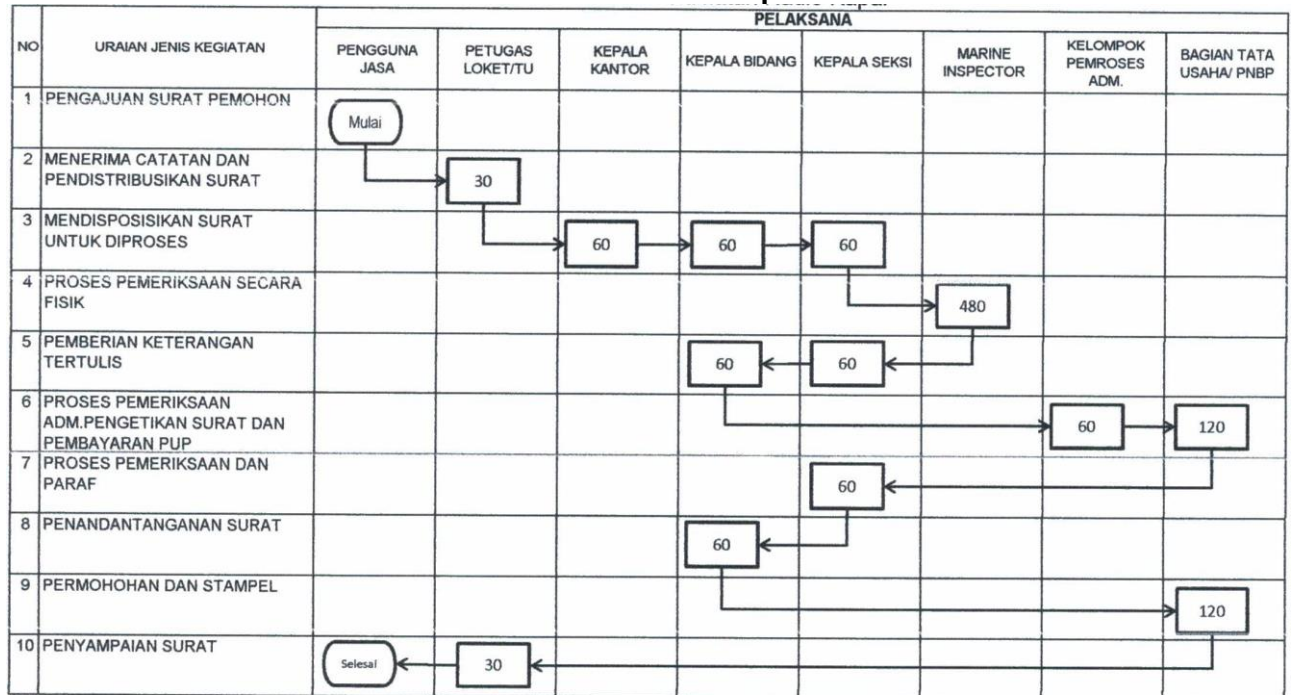 PELAKSANA
NO
URAIAN JENIS KEGIATAN
PENGGUNA
JASA
PETUGAS
LOKET/TU
KEPALA
KANTOR
KEPALA BIDANG
KEPALA SEKSI
MARINE
INSPECTOR
KELOMPOK
PEMROSES
ADM.
BAGIAN TATA
USAHA/ PNBP
1 PENGAJUAN SURAT PEMOHON
Mulai
2 MENERIMA CATATAN DAN
PENDISTRIBUSIKAN SURAT
30
3 MENDISPOSISIKAN SURAT
UNTUK DIPROSES
60 60 60
4 PROSES PEMERIKSAAN SECARA
FISIK
480
5 PEMBERIAN KETERANGAN
TERTULIS
60 60
6 PROSES PEMERIKSAAN
ADM.PENGETIKAN SURAT DAN
PEMBAYARAN PUP
60 120
7 PROSES PEMERIKSAAN DAN
PARAF
60
8 PENANDANTANGANAN SURAT
60
9 PERMOHOHAN DAN STAMPEL
120
10 PENYAMPAIAN SURAT
Selesal 30